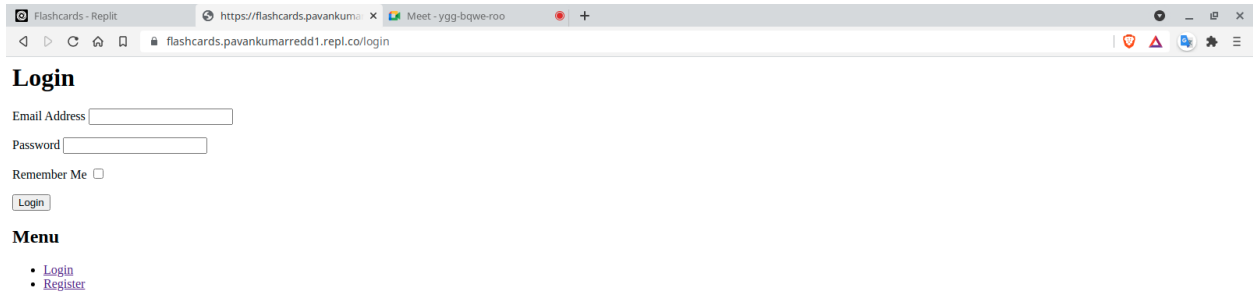 Flashcards - Replit https://flashcards.pavankuma Meet - ygg-bqwe-roo
flashcards.pavankumarredd1.repl.co/login
Login
Email Address
Password
Remember Me
Login
Menu
Login
Register